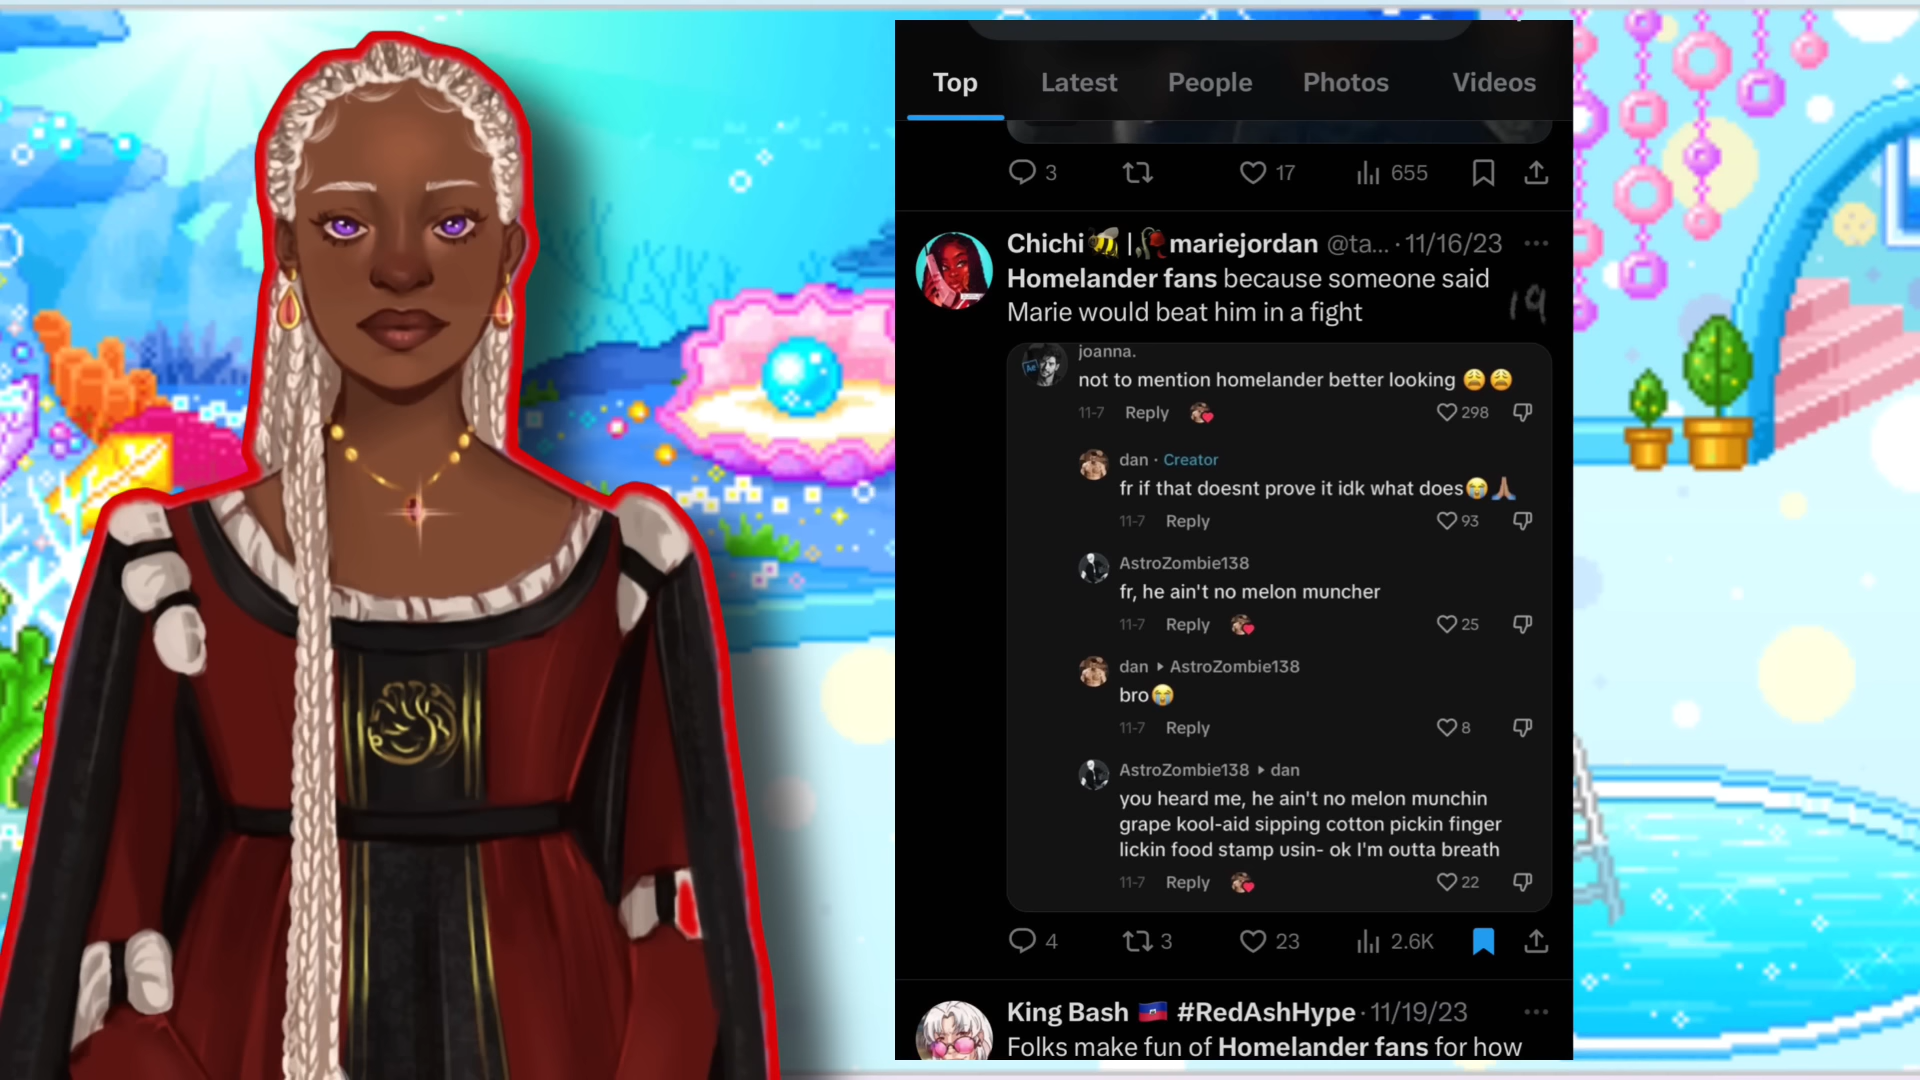 Top Latest People Photos Videos
3 17 655
Chichi🐝 |🥀mariejordan @ta... · 11/16/23 ···
Homelander fans because someone said
Marie would beat him in a fight
19
joanna.
not to mention homelander better looking 😩😩
11-7 Reply 298
dan · Creator
fr if that doesnt prove it idk what does😭🙏🏽
11-7 Reply 93
AstroZombie138
fr, he ain't no melon muncher
11-7 Reply 25
dan ▸ AstroZombie138
bro😭
11-7 Reply 8
AstroZombie138 ▸ dan
you heard me, he ain't no melon munchin
grape kool-aid sipping cotton pickin finger
lickin food stamp usin- ok I'm outta breath
11-7 Reply 22
4 3 23 2.6K
King Bash 🇭🇹 #RedAshHype · 11/19/23 ···
Folks make fun of Homelander fans for how